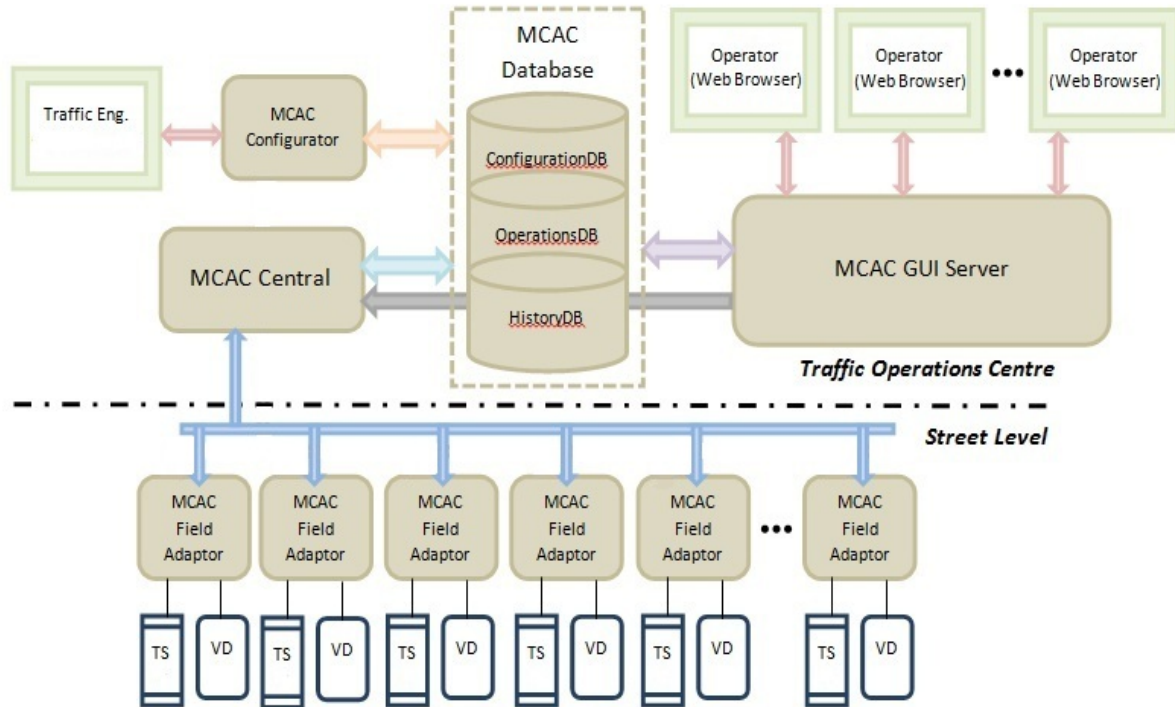 MCAC
Database
Operator
(Web Browser)
Operator
(Web Browser)
•••
Operator
(Web Browser)
Traffic Eng.
MCAC
Configurator
ConfigurationDB
OperationsDB
HistoryDB
MCAC Central
MCAC GUI Server
Traffic Operations Centre
Street Level
MCAC
Field
Adaptor
MCAC
Field
Adaptor
MCAC
Field
Adaptor
MCAC
Field
Adaptor
MCAC
Field
Adaptor
•••
MCAC
Field
Adaptor
TS
VD
TS
VD
TS
VD
TS
VD
TS
VD
TS
VD